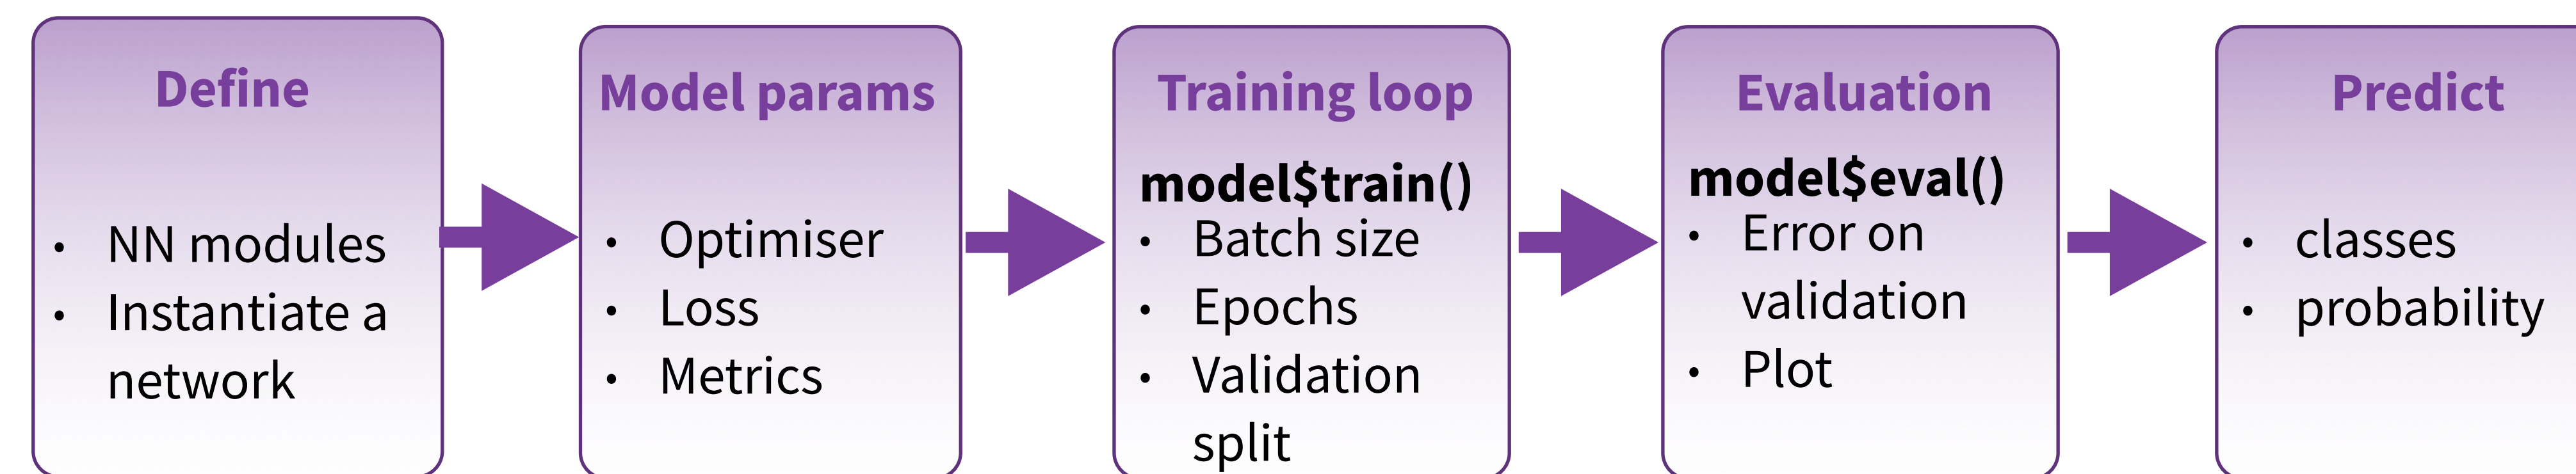 Define
• NN modules
• Instantiate a
network
Model params
• Optimiser
• Loss
• Metrics
Training loop
model$train()
• Batch size
• Epochs
• Validation
split
Evaluation
model$eval()
• Error on
validation
• Plot
Predict
• classes
• probability